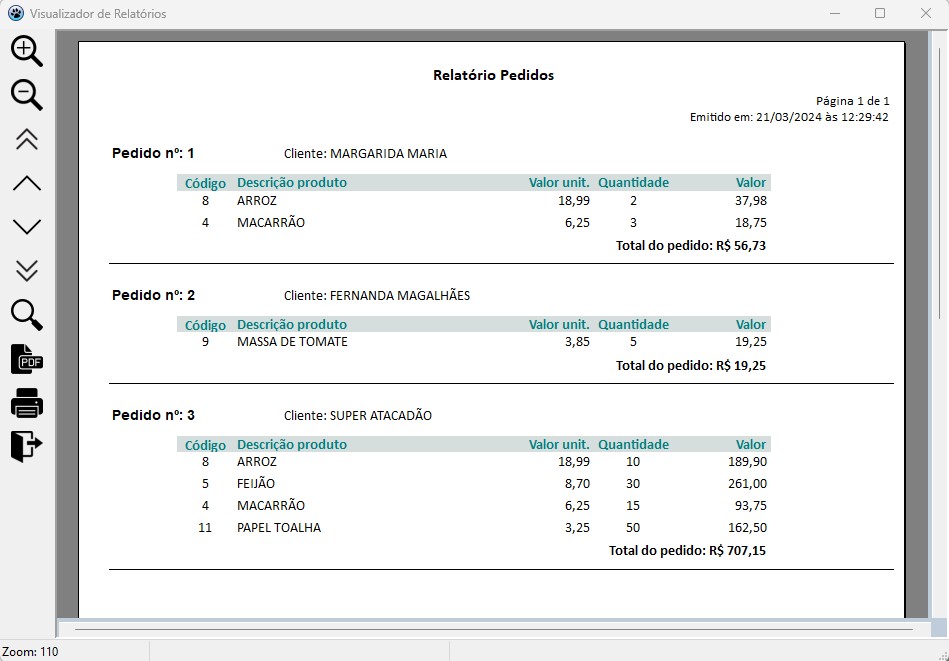 Visualizador de Relatórios
Relatório Pedidos
Página 1 de 1
Emitido em: 21/03/2024 às 12:29:42
Pedido nº: 1 Cliente: MARGARIDA MARIA
Código Descrição produto Valor unit. Quantidade Valor
8 ARROZ 18,99 2 37,98
4 MACARRÃO 6,25 3 18,75
Total do pedido: R$ 56,73
Pedido nº: 2 Cliente: FERNANDA MAGALHÃES
Código Descrição produto Valor unit. Quantidade Valor
9 MASSA DE TOMATE 3,85 5 19,25
Total do pedido: R$ 19,25
Pedido nº: 3 Cliente: SUPER ATACADÃO
Código Descrição produto Valor unit. Quantidade Valor
8 ARROZ 18,99 10 189,90
5 FEIJÃO 8,70 30 261,00
4 MACARRÃO 6,25 15 93,75
11 PAPEL TOALHA 3,25 50 162,50
Total do pedido: R$ 707,15
PDF
Zoom: 110